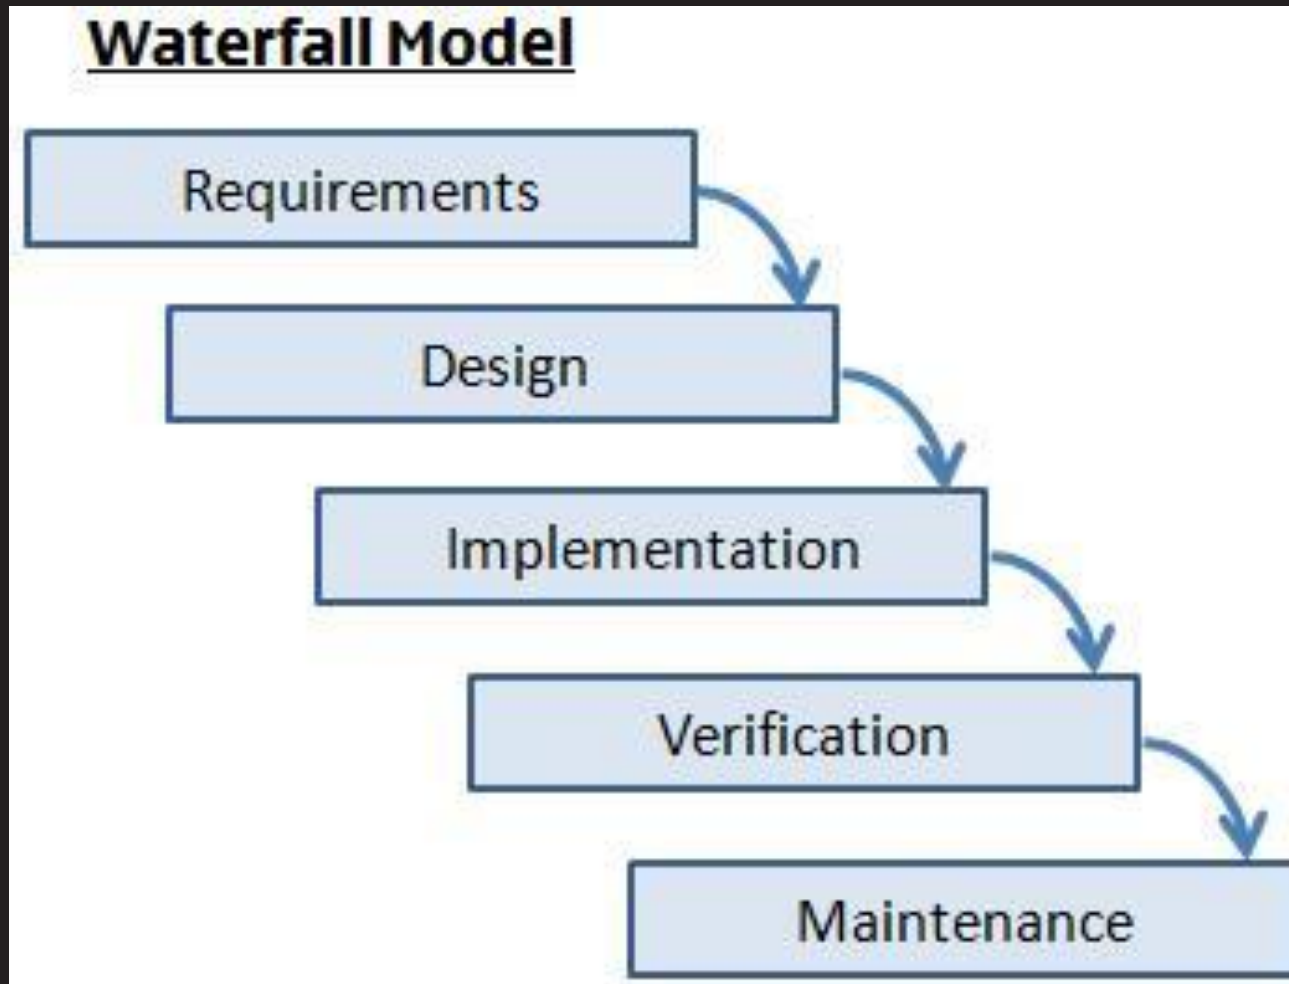 Waterfall Model
Requirements
Design
Implementation
Verification
Maintenance